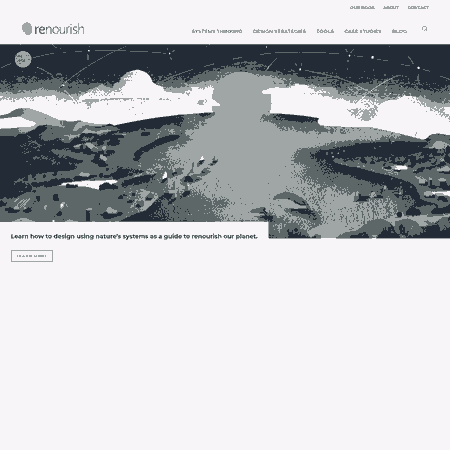 OUR BOOK ABOUT CONTACT
renourish
SYSTEMS THINKING DESIGN STRATEGIES TOOLS CASE STUDIES BLOG
Learn how to design using nature's systems as a guide to renourish our planet.
LEARN MORE